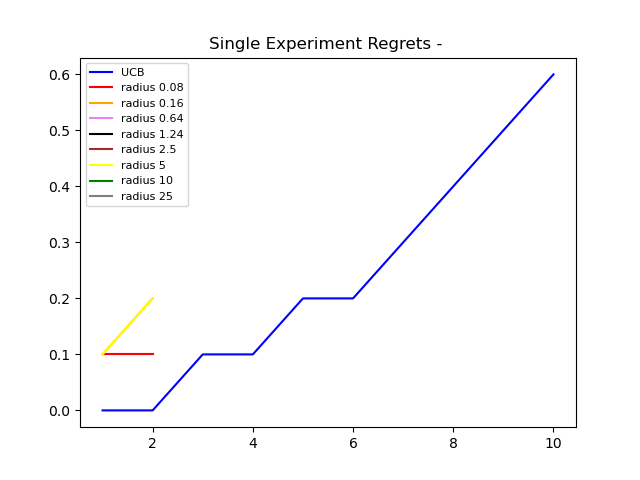 Single Experiment Regrets -
UCB
radius 0.08
radius 0.16
radius 0.64
radius 1.24
radius 2.5
radius 5
radius 10
radius 25
0.6
0.5
0.4
0.3
0.2
0.1
0.0
2 4 6 8 10